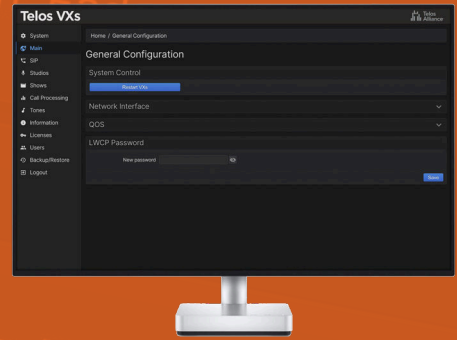 Telos VXs
Telos
Alliance
System
Home / General Configuration
Main
General Configuration
SIP
Studios
System Control
Shows
Restart VXs
Call Processing
Tones
Network Interface
Information
QOS
Licenses
Users
LWCP Password
Backup/Restore
New password
Logout
Save